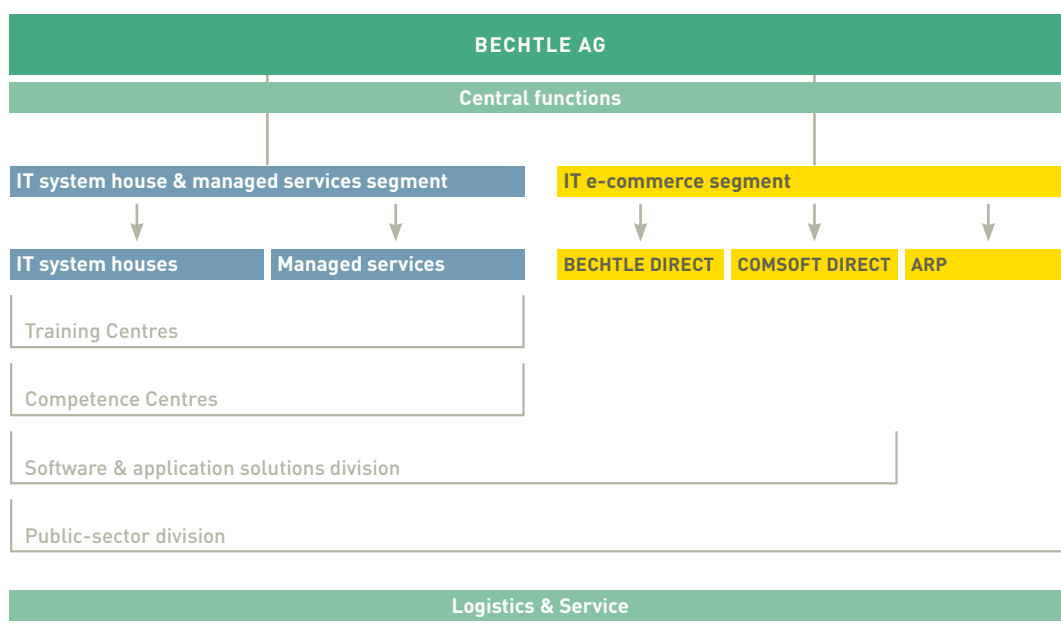 BECHTLE AG
Central functions
IT system house & managed services segment
IT e-commerce segment
IT system houses
Managed services
BECHTLE DIRECT
COMSOFT DIRECT
ARP
Training Centres
Competence Centres
Software & application solutions division
Public-sector division
Logistics & Service